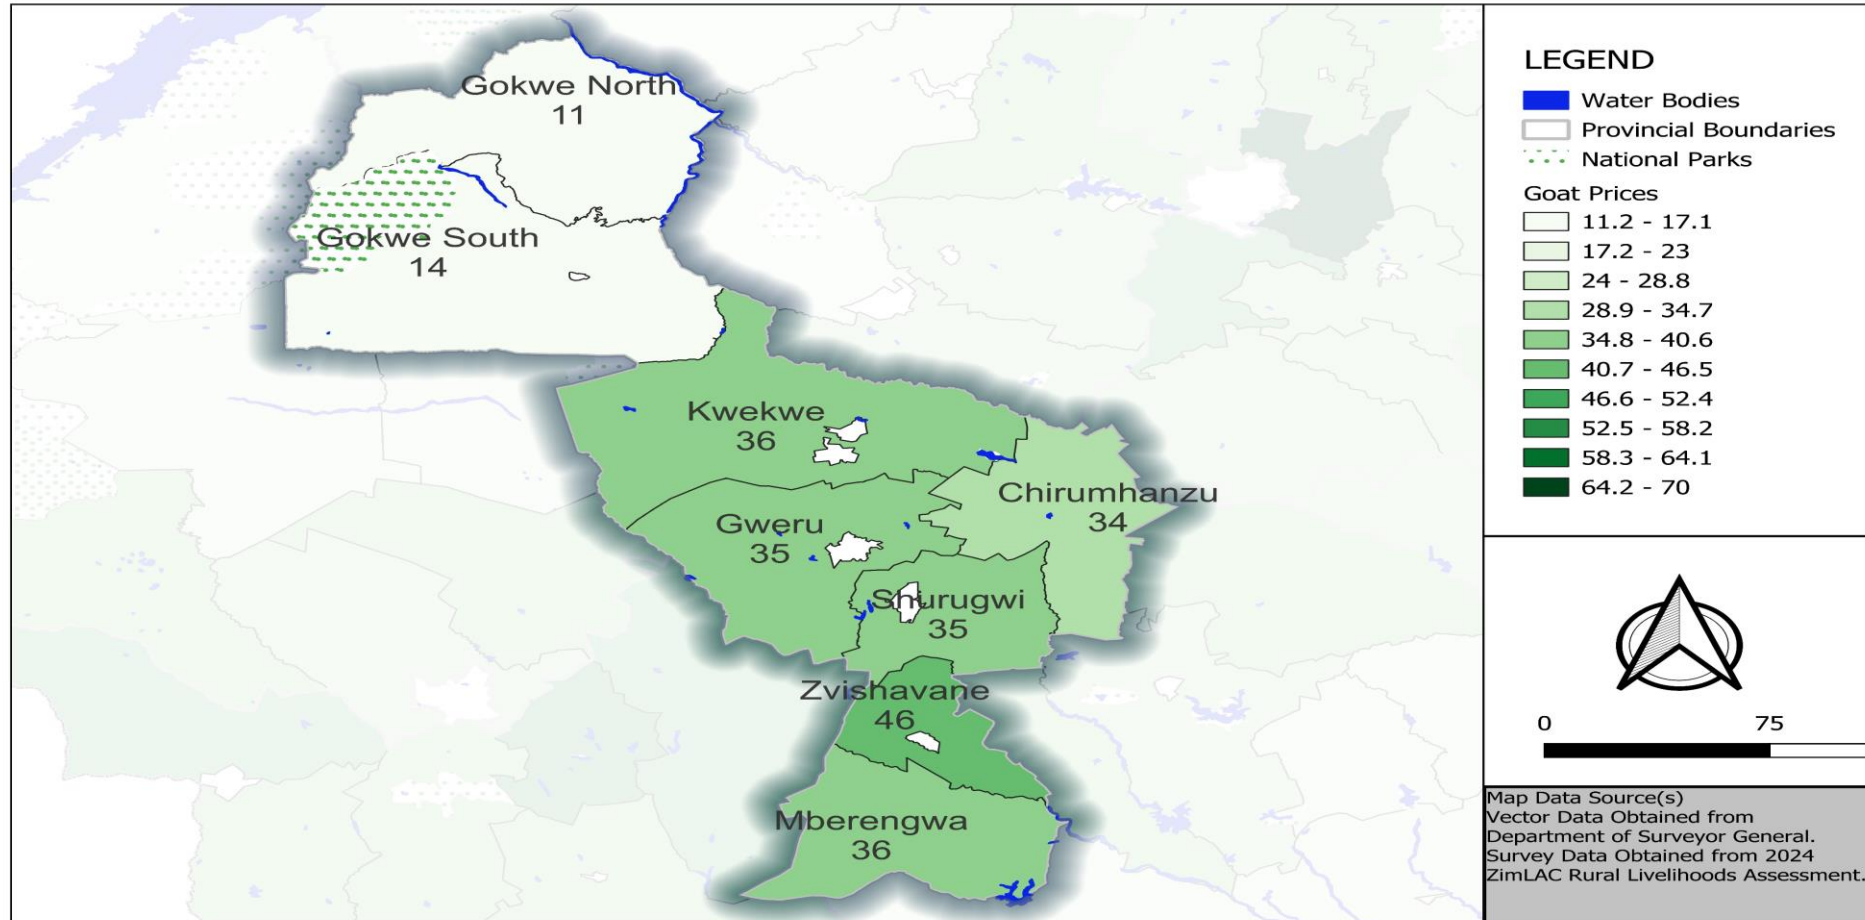 Gokwe North
11
Gokwe South
14
Kwekwe
36
Chirumhanzu
34
Gweru
35
Shurugwi
35
Zvishavane
46
Mberengwa
36
LEGEND
Water Bodies
Provincial Boundaries
National Parks
Goat Prices
11.2 - 17.1
17.2 - 23
24 - 28.8
28.9 - 34.7
34.8 - 40.6
40.7 - 46.5
46.6 - 52.4
52.5 - 58.2
58.3 - 64.1
64.2 - 70
0 75
Map Data Source(s)
Vector Data Obtained from
Department of Surveyor General.
Survey Data Obtained from 2024
ZimLAC Rural Livelihoods Assessment.